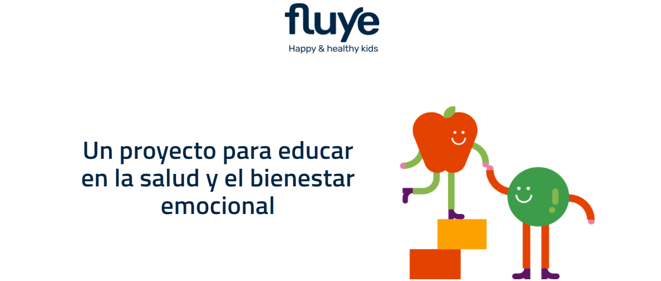 fluye
Happy & healthy kids
Un proyecto para educar
en la salud y el bienestar
emocional